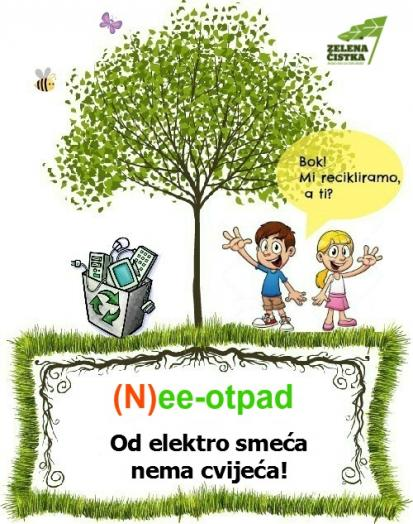 ZELENA
ČISTKA
Bok!
Mi recikliramo,
a ti?
(N)ee-otpad
Od elektro smeća
nema cvijeća!